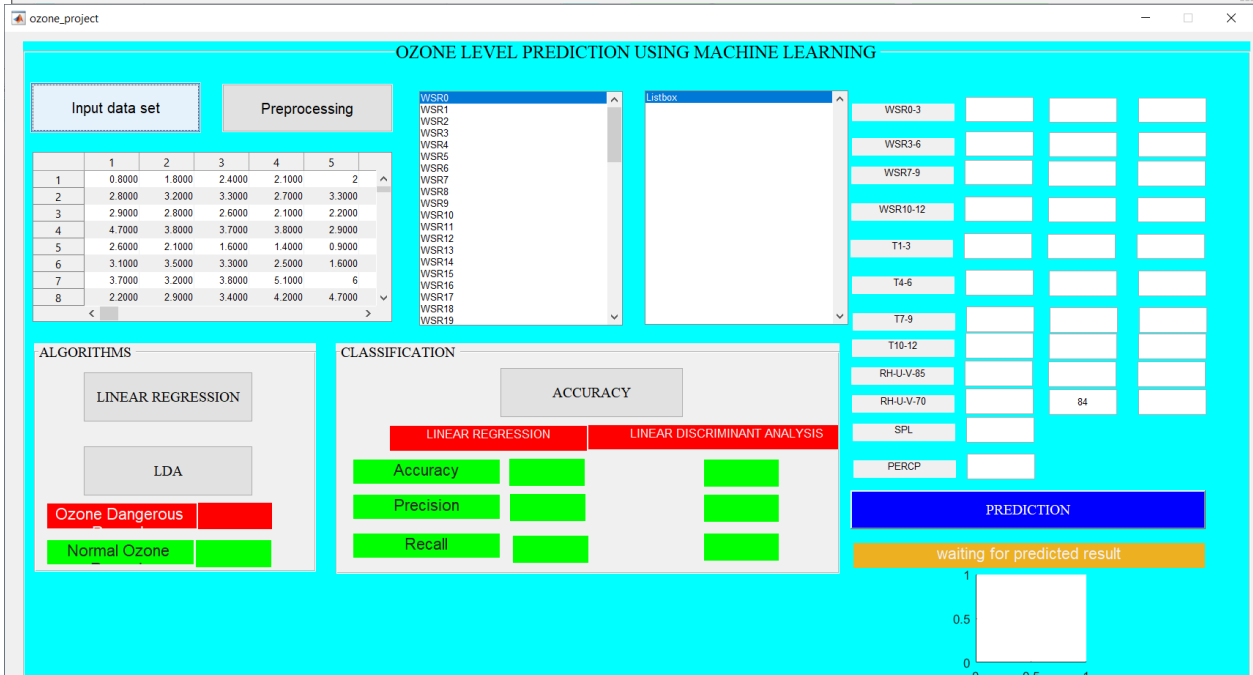 ozone_project
OZONE LEVEL PREDICTION USING MACHINE LEARNING
Input data set
Preprocessing
1 2 3 4 5
1 0.8000 1.8000 2.4000 2.1000 2
2 2.8000 3.2000 3.3000 2.7000 3.3000
3 2.9000 2.8000 2.6000 2.1000 2.2000
4 4.7000 3.8000 3.7000 3.8000 2.9000
5 2.6000 2.1000 1.6000 1.4000 0.9000
6 3.1000 3.5000 3.3000 2.5000 1.6000
7 3.7000 3.2000 3.8000 5.1000 6
8 2.2000 2.9000 3.4000 4.2000 4.7000
WSR0
WSR1
WSR2
WSR3
WSR4
WSR5
WSR6
WSR7
WSR8
WSR9
WSR10
WSR11
WSR12
WSR13
WSR14
WSR15
WSR16
WSR17
WSR18
WSR19
Listbox
WSR0-3
WSR3-6
WSR7-9
WSR10-12
T1-3
T4-6
T7-9
T10-12
RH-U-V-85
RH-U-V-70 84
SPL
PERCP
PREDICTION
waiting for predicted result
1
0.5
0
0 0.5 1
ALGORITHMS
LINEAR REGRESSION
LDA
Ozone Dangerous
Normal Ozone
CLASSIFICATION
ACCURACY
LINEAR REGRESSION
LINEAR DISCRIMINANT ANALYSIS
Accuracy
Precision
Recall